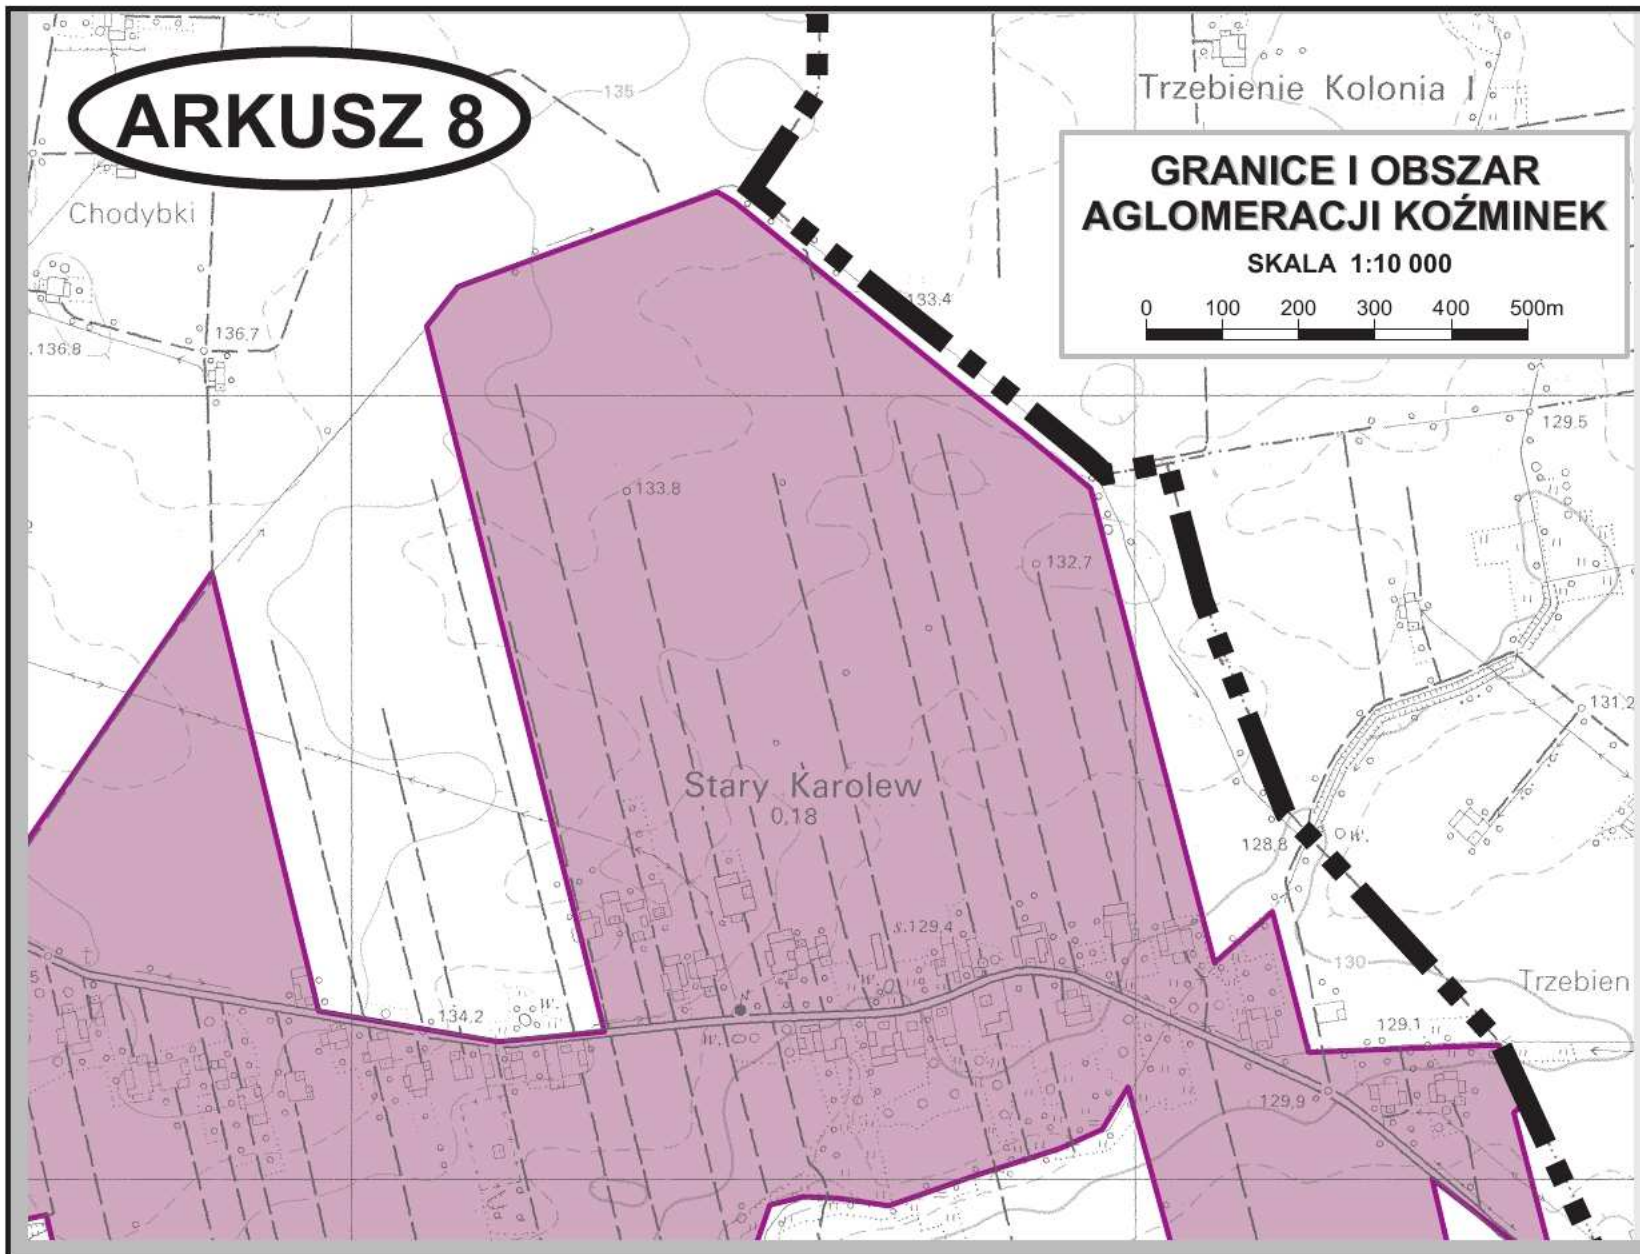 ARKUSZ 8
135
Trzebienie Kolonia I
GRANICE I OBSZAR
AGLOMERACJI KOŹMINEK
SKALA 1:10 000
0 100 200 300 400 500m
Chodybki
136.7
136.8
133.4
129.5
133.8
132.7
131.2
Stary Karolew
0.18
128.8
w.
s.129.4
130
Trzebien
134.2
w.
w.
w.
129.1
129.9
5